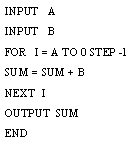 INPUT A
INPUT B
FOR I = A TO 0 STEP -1
SUM = SUM + B
NEXT I
OUTPUT SUM
END